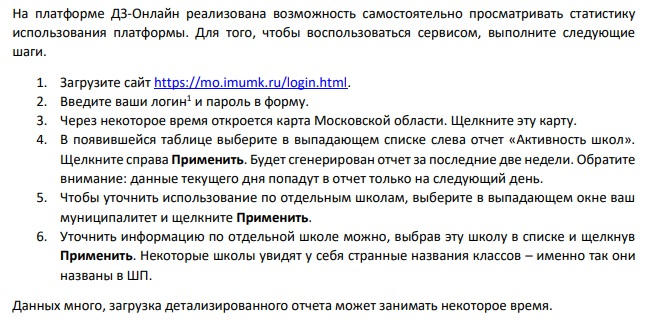 На платформе ДЗ-Онлайн реализована возможность самостоятельно просматривать статистику
использования платформы. Для того, чтобы воспользоваться сервисом, выполните следующие
шаги.
1. Загрузите сайт https://mo.imumk.ru/login.html.
2. Введите ваши логин¹ и пароль в форму.
3. Через некоторое время откроется карта Московской области. Щелкните эту карту.
4. В появившейся таблице выберите в выпадающем списке слева отчет «Активность школ».
Щелкните справа Применить. Будет сгенерирован отчет за последние две недели. Обратите
внимание: данные текущего дня попадут в отчет только на следующий день.
5. Чтобы уточнить использование по отдельным школам, выберите в выпадающем окне ваш
муниципалитет и щелкните Применить.
6. Уточнить информацию по отдельной школе можно, выбрав эту школу в списке и щелкнув
Применить. Некоторые школы увидят у себя странные названия классов – именно так они
названы в ШП.
Данных много, загрузка детализированного отчета может занимать некоторое время.